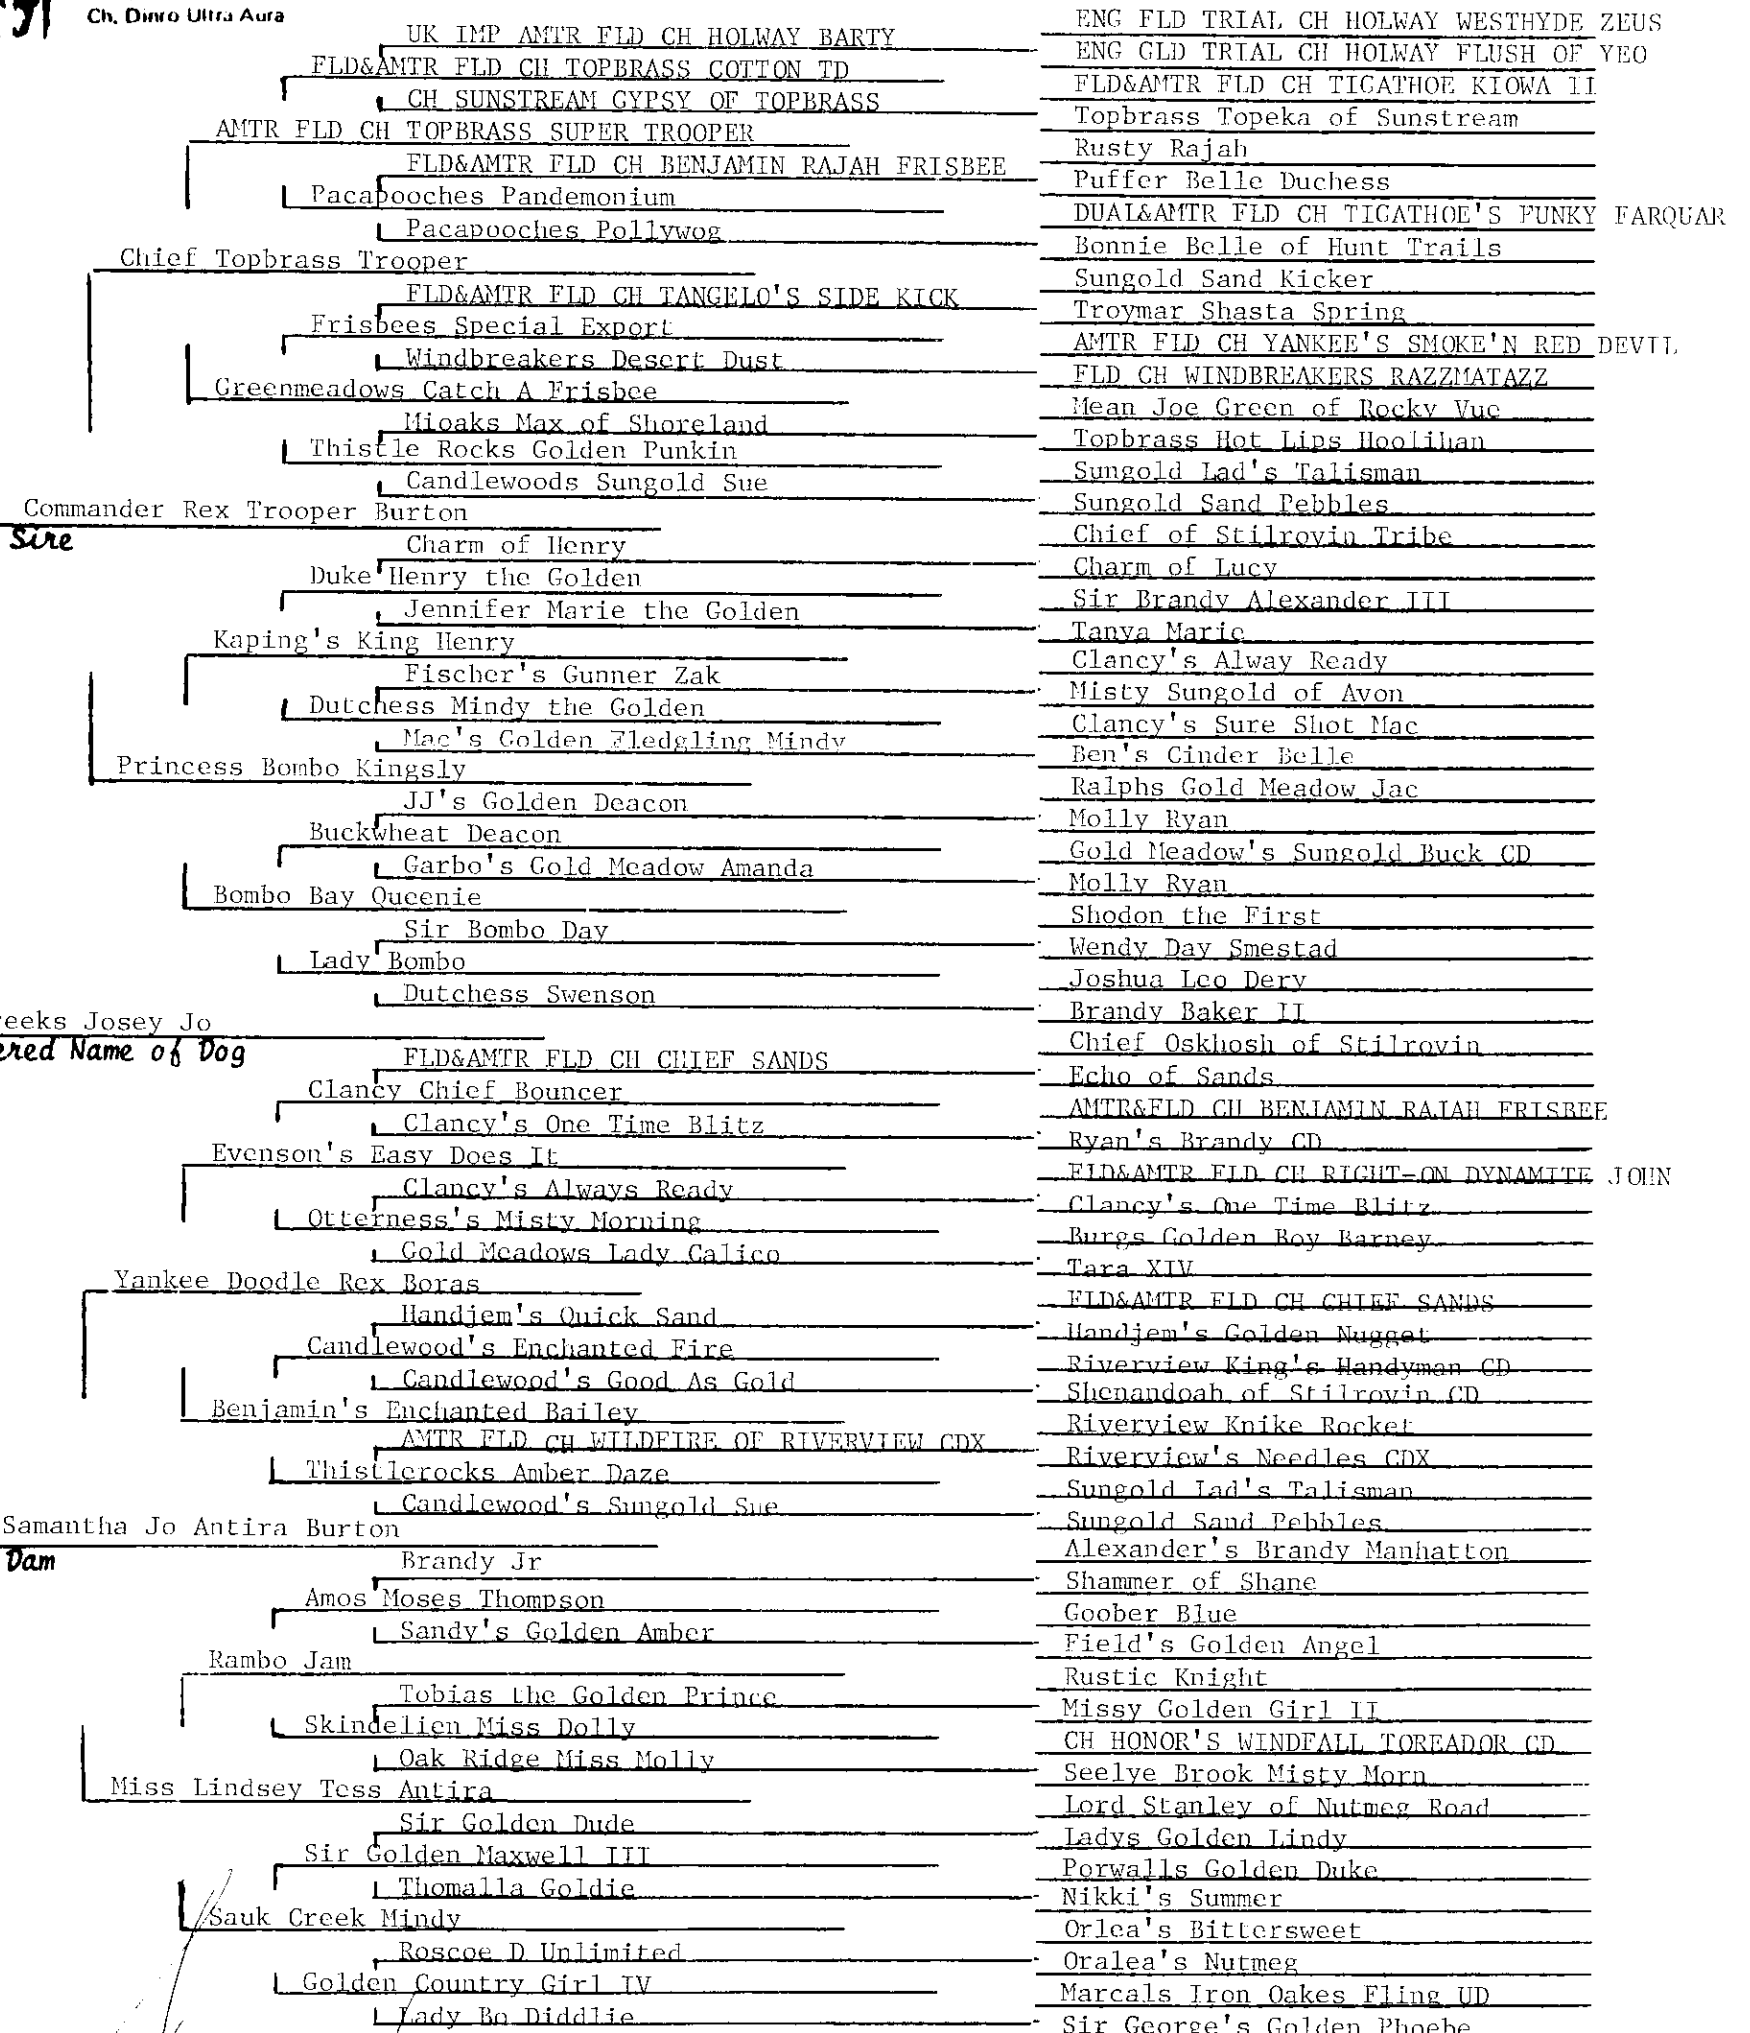 Ch. Dinro Ultra Aura
ENG FLD TRIAL CH HOLWAY WESTHYDE ZEUS
UK IMP AMTR FLD CH HOLWAY BARTY
ENG GLD TRIAL CH HOLWAY FLUSH OF YEO
FLD&AMTR FLD CH TOPBRASS COTTON TD
FLD&AMTR FLD CH TIGATHOE KIOWA II
CH SUNSTREAM GYPSY OF TOPBRASS
Topbrass Topeka of Sunstream
AMTR FLD CH TOPBRASS SUPER TROOPER
Rusty Rajah
FLD&AMTR FLD CH BENJAMIN RAJAH FRISBEE
Puffer Belle Duchess
Pacapooches Pandemonium
DUAL&AMTR FLD CH TIGATHOE'S FUNKY FARQUAR
Pacapooches Pollywog
Bonnie Belle of Hunt Trails
Chief Topbrass Trooper
Sungold Sand Kicker
FLD&AMTR FLD CH TANGELO'S SIDE KICK
Troymar Shasta Spring
Frisbees Special Export
AMTR FLD CH YANKEE'S SMOKE'N RED DEVIL
Windbreakers Desert Dust
FLD CH WINDBREAKERS RAZZMATAZZ
Greenmeadows Catch A Frisbee
Mean Joe Green of Rocky Vue
Mioaks Max of Shoreland
Topbrass Hot Lips Hoolihan
Thistle Rocks Golden Punkin
Sungold Lad's Talisman
Candlewoods Sungold Sue
Sungold Sand Pebbles
Commander Rex Trooper Burton
Sire
Chief of Stilrovin Tribe
Charm of Henry
Charm of Lucy
Duke Henry the Golden
Sir Brandy Alexander III
Jennifer Marie the Golden
Tanya Marie
Kaping's King Henry
Clancy's Alway Ready
Fischer's Gunner Zak
Misty Sungold of Avon
Dutchess Mindy the Golden
Clancy's Sure Shot Mac
Mac's Golden Fledgling Mindy
Ben's Cinder Belle
Princess Bombo Kingsly
Ralphs Gold Meadow Jac
JJ's Golden Deacon
Molly Ryan
Buckwheat Deacon
Gold Meadow's Sungold Buck CD
Garbo's Gold Meadow Amanda
Molly Ryan
Bombo Bay Queenie
Shodon the First
Sir Bombo Day
Wendy Day Smestad
Lady Bombo
Joshua Leo Dery
Dutchess Swenson
Brandy Baker II
reeks Josey Jo
ered Name of Dog
Chief Oskhosh of Stilrovin
FLD&AMTR FLD CH CHIEF SANDS
Echo of Sands
Clancy Chief Bouncer
AMTR&FLD CH BENJAMIN RAJAH FRISBEE
Clancy's One Time Blitz
Ryan's Brandy CD
Evenson's Easy Does It
FLD&AMTR FLD CH RIGHT-ON DYNAMITE JOHN
Clancy's Always Ready
Clancy's One Time Blitz
Otterness's Misty Morning
Burgs Golden Boy Barney
Gold Meadows Lady Calico
Tara XIV
Yankee Doodle Rex Boras
FLD&AMTR FLD CH CHIEF SANDS
Handjem's Quick Sand
Handjem's Golden Nugget
Candlewood's Enchanted Fire
Riverview King's Handyman CD
Candlewood's Good As Gold
Shenandoah of Stilrovin CD
Benjamin's Enchanted Bailey
Riverview Knike Rocket
AMTR FLD CH WILDFIRE OF RIVERVIEW CDX
Riverview's Needles CDX
Thistlerocks Amber Daze
Sungold Lad's Talisman
Candlewood's Sungold Sue
Sungold Sand Pebbles
Samantha Jo Antira Burton
Dam
Alexander's Brandy Manhatton
Brandy Jr
Shammer of Shane
Amos Moses Thompson
Goober Blue
Sandy's Golden Amber
Field's Golden Angel
Rambo Jam
Rustic Knight
Tobias the Golden Prince
Missy Golden Girl II
Skindelien Miss Dolly
CH HONOR'S WINDFALL TOREADOR CD
Oak Ridge Miss Molly
Seelye Brook Misty Morn
Miss Lindsey Tess Antira
Lord Stanley of Nutmeg Road
Sir Golden Dude
Ladys Golden Lindy
Sir Golden Maxwell III
Porwalls Golden Duke
Thomalla Goldie
Nikki's Summer
Sauk Creek Mindy
Orlea's Bittersweet
Roscoe D Unlimited
Oralea's Nutmeg
Golden Country Girl IV
Marcals Iron Oakes Fling UD
Lady Bo Diddlie
Sir George's Golden Phoebe